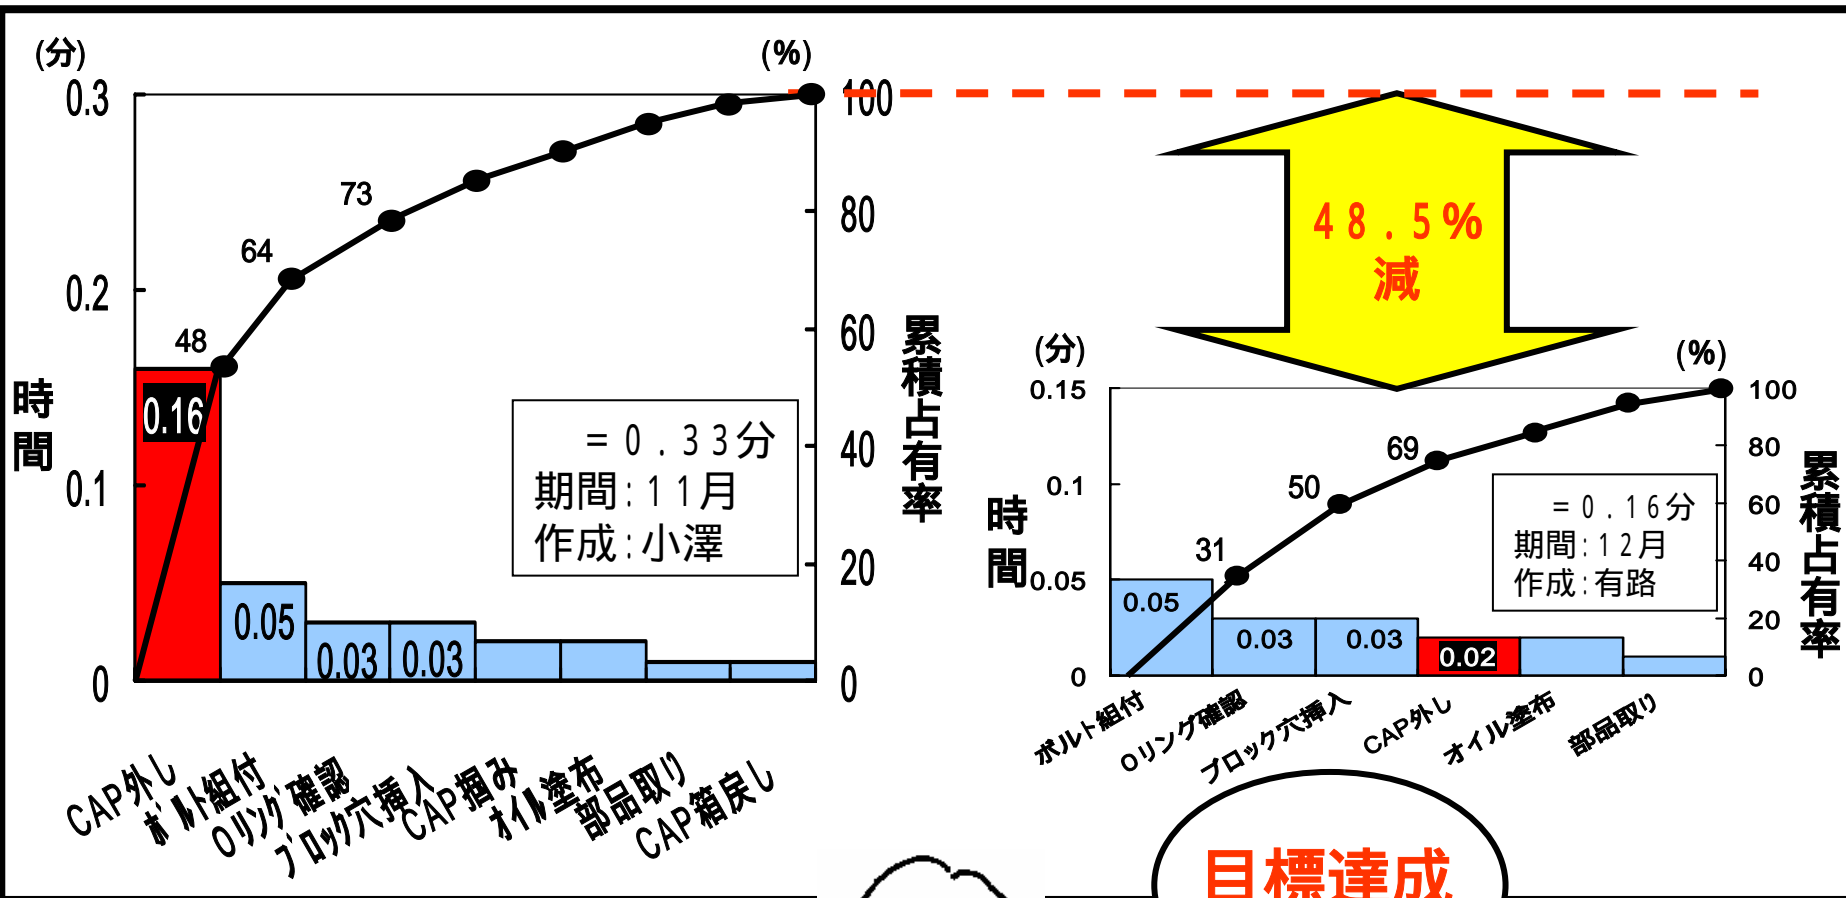 (分)
(%)
0.3
0.2
0.1
0
100
80
60
40
20
0
時間
累積占有率
48
64
73
0.16
0.05
0.03
0.03
=0.33分
期間:11月
作成:小澤
CAP外し
ﾎﾞﾙﾄ組付
Oﾘﾝｸﾞ確認
ﾌﾞﾛｯｸ穴挿入
CAP掴み
ｵｲﾙ塗布
部品取り
CAP箱戻し
48.5%
減
(分)
(%)
0.15
0.1
0.05
0
100
80
60
40
20
0
時間
累積占有率
31
50
69
0.05
0.03
0.03
0.02
=0.16分
期間:12月
作成:有路
ボルト組付
Oリング確認
ブロック穴挿入
CAP外し
オイル塗布
部品取り
目標達成